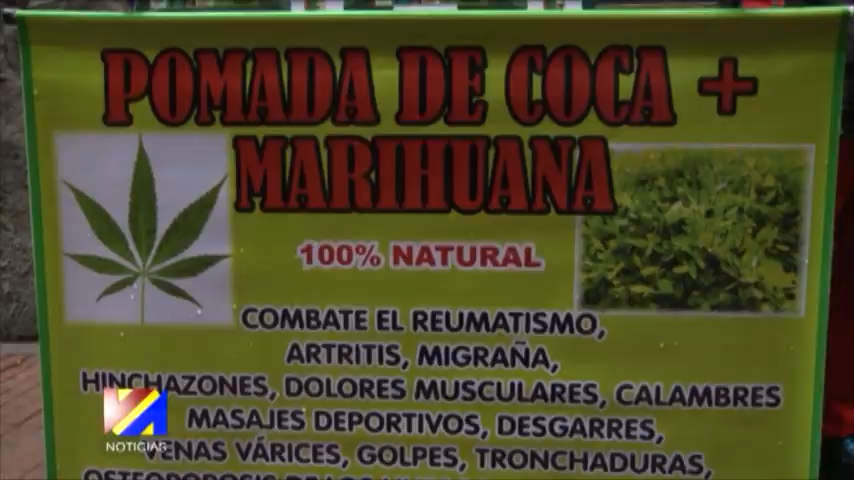 POMADA DE COCA +
MARIHUANA
100% NATURAL
COMBATE EL REUMATISMO,
ARTRITIS, MIGRAÑA,
HINCHAZONES, DOLORES MUSCULARES, CALAMBRES
MASAJES DEPORTIVOS, DESGARRES,
VENAS VÁRICES, GOLPES, TRONCHADURAS,
OSTEOPOROSIS
NOTICIAS